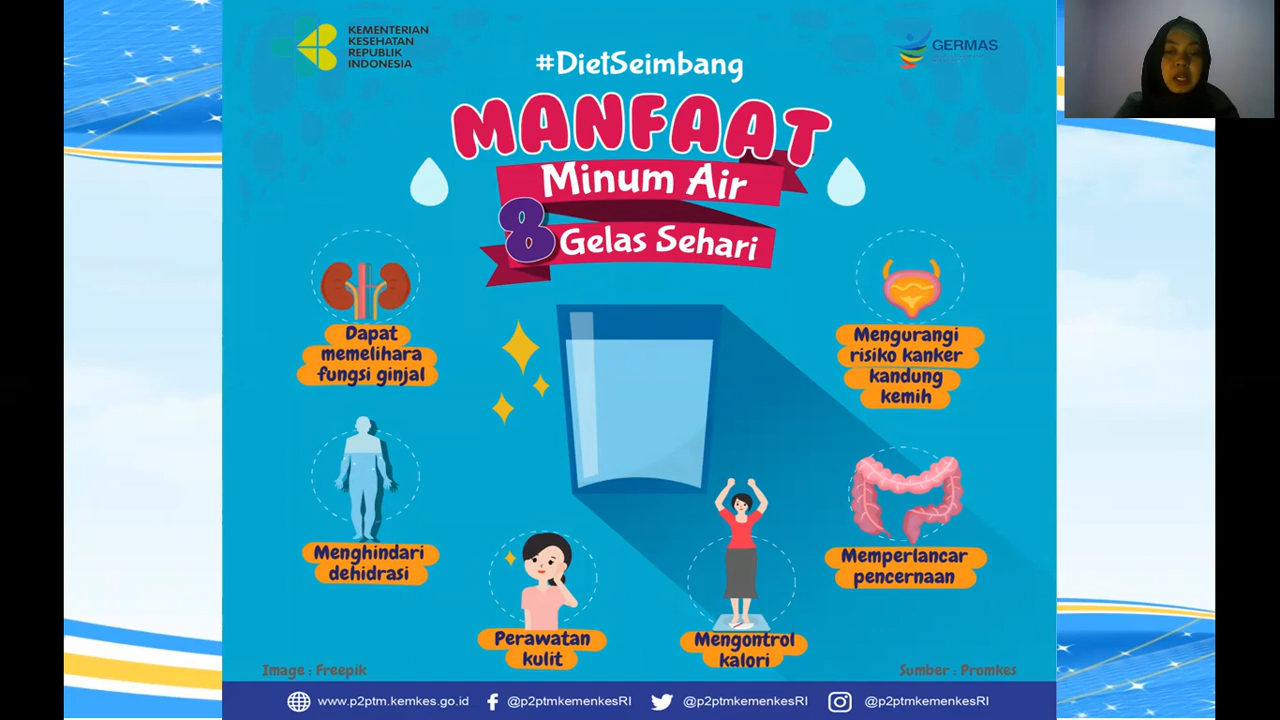 KEMENTERIAN
KESEHATAN
REPUBLIK
INDONESIA
GERMAS
#DietSeimbang
MANFAAT
Minum Air
8 Gelas Sehari
Dapat
memelihara
fungsi ginjal
Mengurangi
risiko kanker
kandung
kemih
Menghindari
dehidrasi
Memperlancar
pencernaan
Perawatan
kulit
Mengontrol
kalori
Image : Freepik
Sumber : Promkes
www.p2ptm.kemkes.go.id
@p2ptmkemenkesRI
@p2ptmkemenkesRI
@p2ptmkemenkesRI